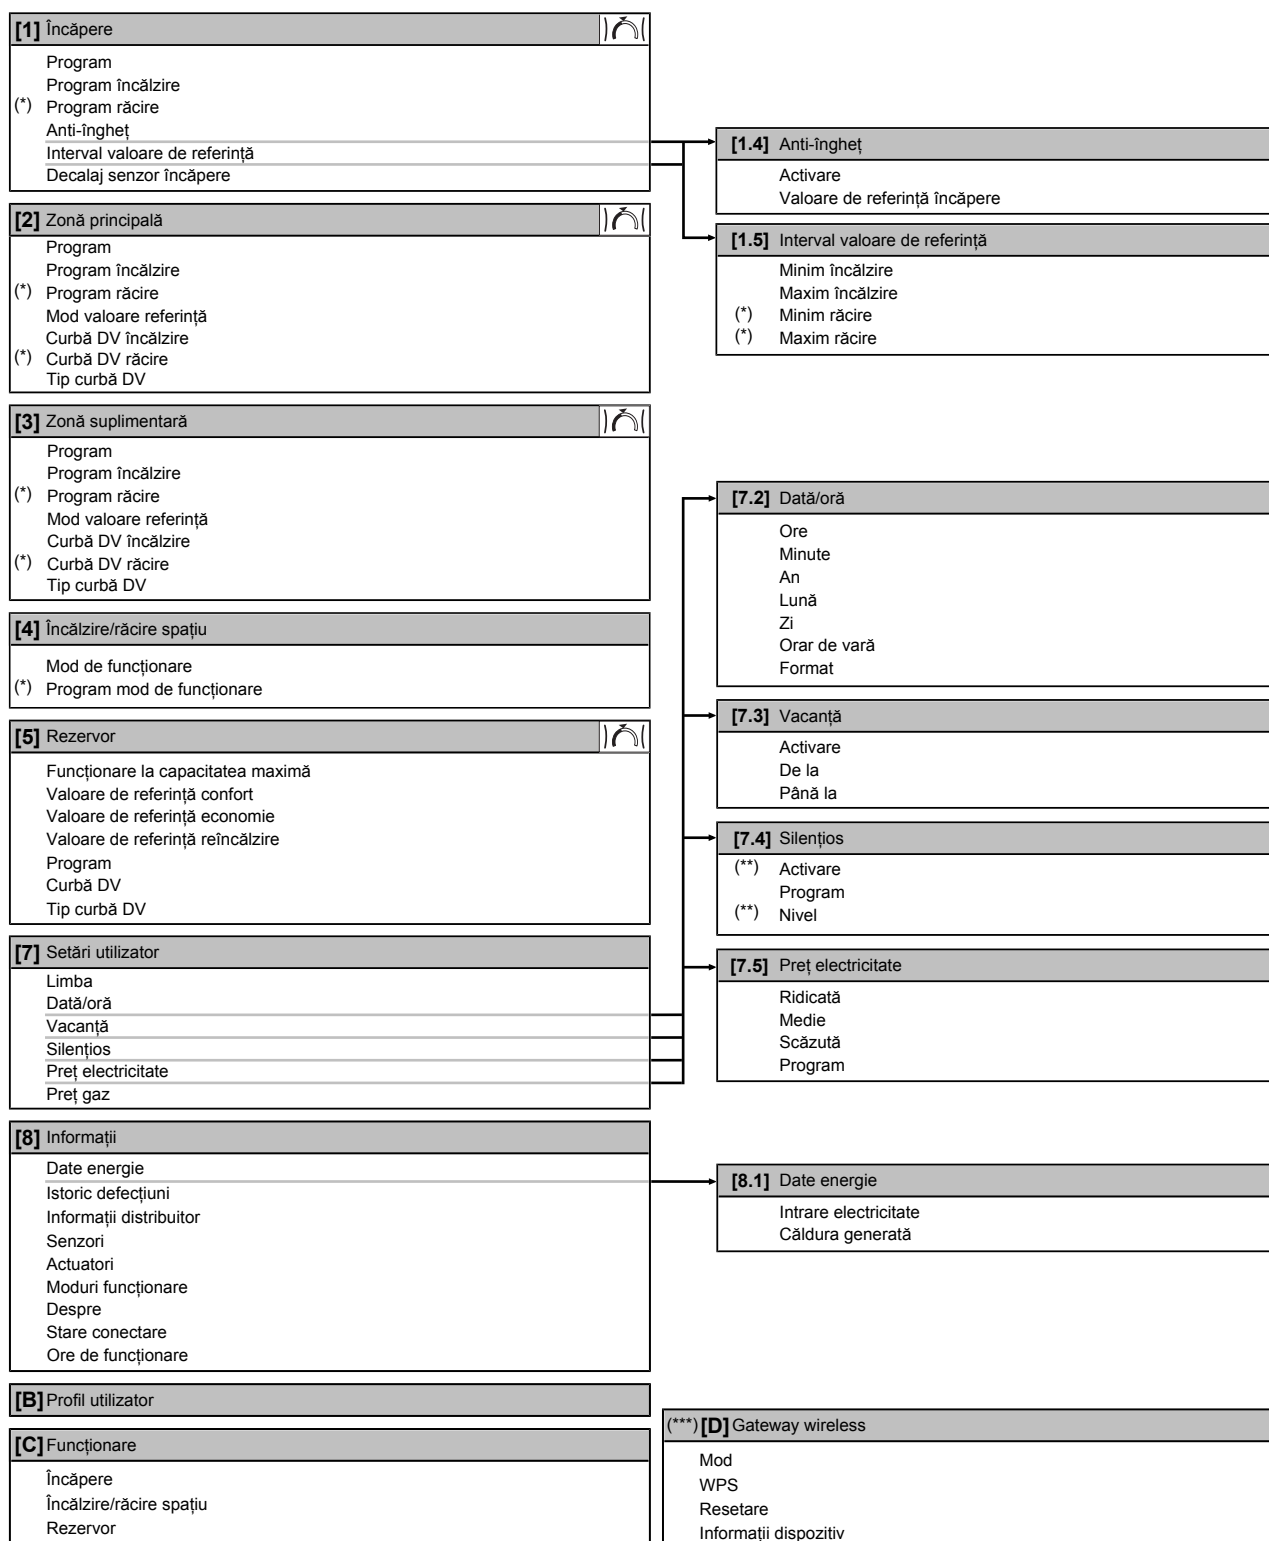 [1] Încăpere
Program
Program încălzire
(*) Program răcire
Anti-îngheț
Interval valoare de referință
Decalaj senzor încăpere
[1.4] Anti-îngheț
Activare
Valoare de referință încăpere
[1.5] Interval valoare de referință
Minim încălzire
Maxim încălzire
(*) Minim răcire
(*) Maxim răcire
[2] Zonă principală
Program
Program încălzire
(*) Program răcire
Mod valoare referință
Curbă DV încălzire
(*) Curbă DV răcire
Tip curbă DV
[3] Zonă suplimentară
Program
Program încălzire
(*) Program răcire
Mod valoare referință
Curbă DV încălzire
(*) Curbă DV răcire
Tip curbă DV
[4] Încălzire/răcire spațiu
Mod de funcționare
(*) Program mod de funcționare
[5] Rezervor
Funcționare la capacitatea maximă
Valoare de referință confort
Valoare de referință economie
Valoare de referință reîncălzire
Program
Curbă DV
Tip curbă DV
[7] Setări utilizator
Limba
Dată/oră
Vacanță
Silențios
Preț electricitate
Preț gaz
[7.2] Dată/oră
Ore
Minute
An
Lună
Zi
Orar de vară
Format
[7.3] Vacanță
Activare
De la
Până la
[7.4] Silențios
(**) Activare
Program
(**) Nivel
[7.5] Preț electricitate
Ridicată
Medie
Scăzută
Program
[8] Informații
Date energie
Istoric defecțiuni
Informații distribuitor
Senzori
Actuatori
Moduri funcționare
Despre
Stare conectare
Ore de funcționare
[8.1] Date energie
Intrare electricitate
Căldura generată
[B] Profil utilizator
[C] Funcționare
Încăpere
Încălzire/răcire spațiu
Rezervor
(***) [D] Gateway wireless
Mod
WPS
Resetare
Informații dispozitiv